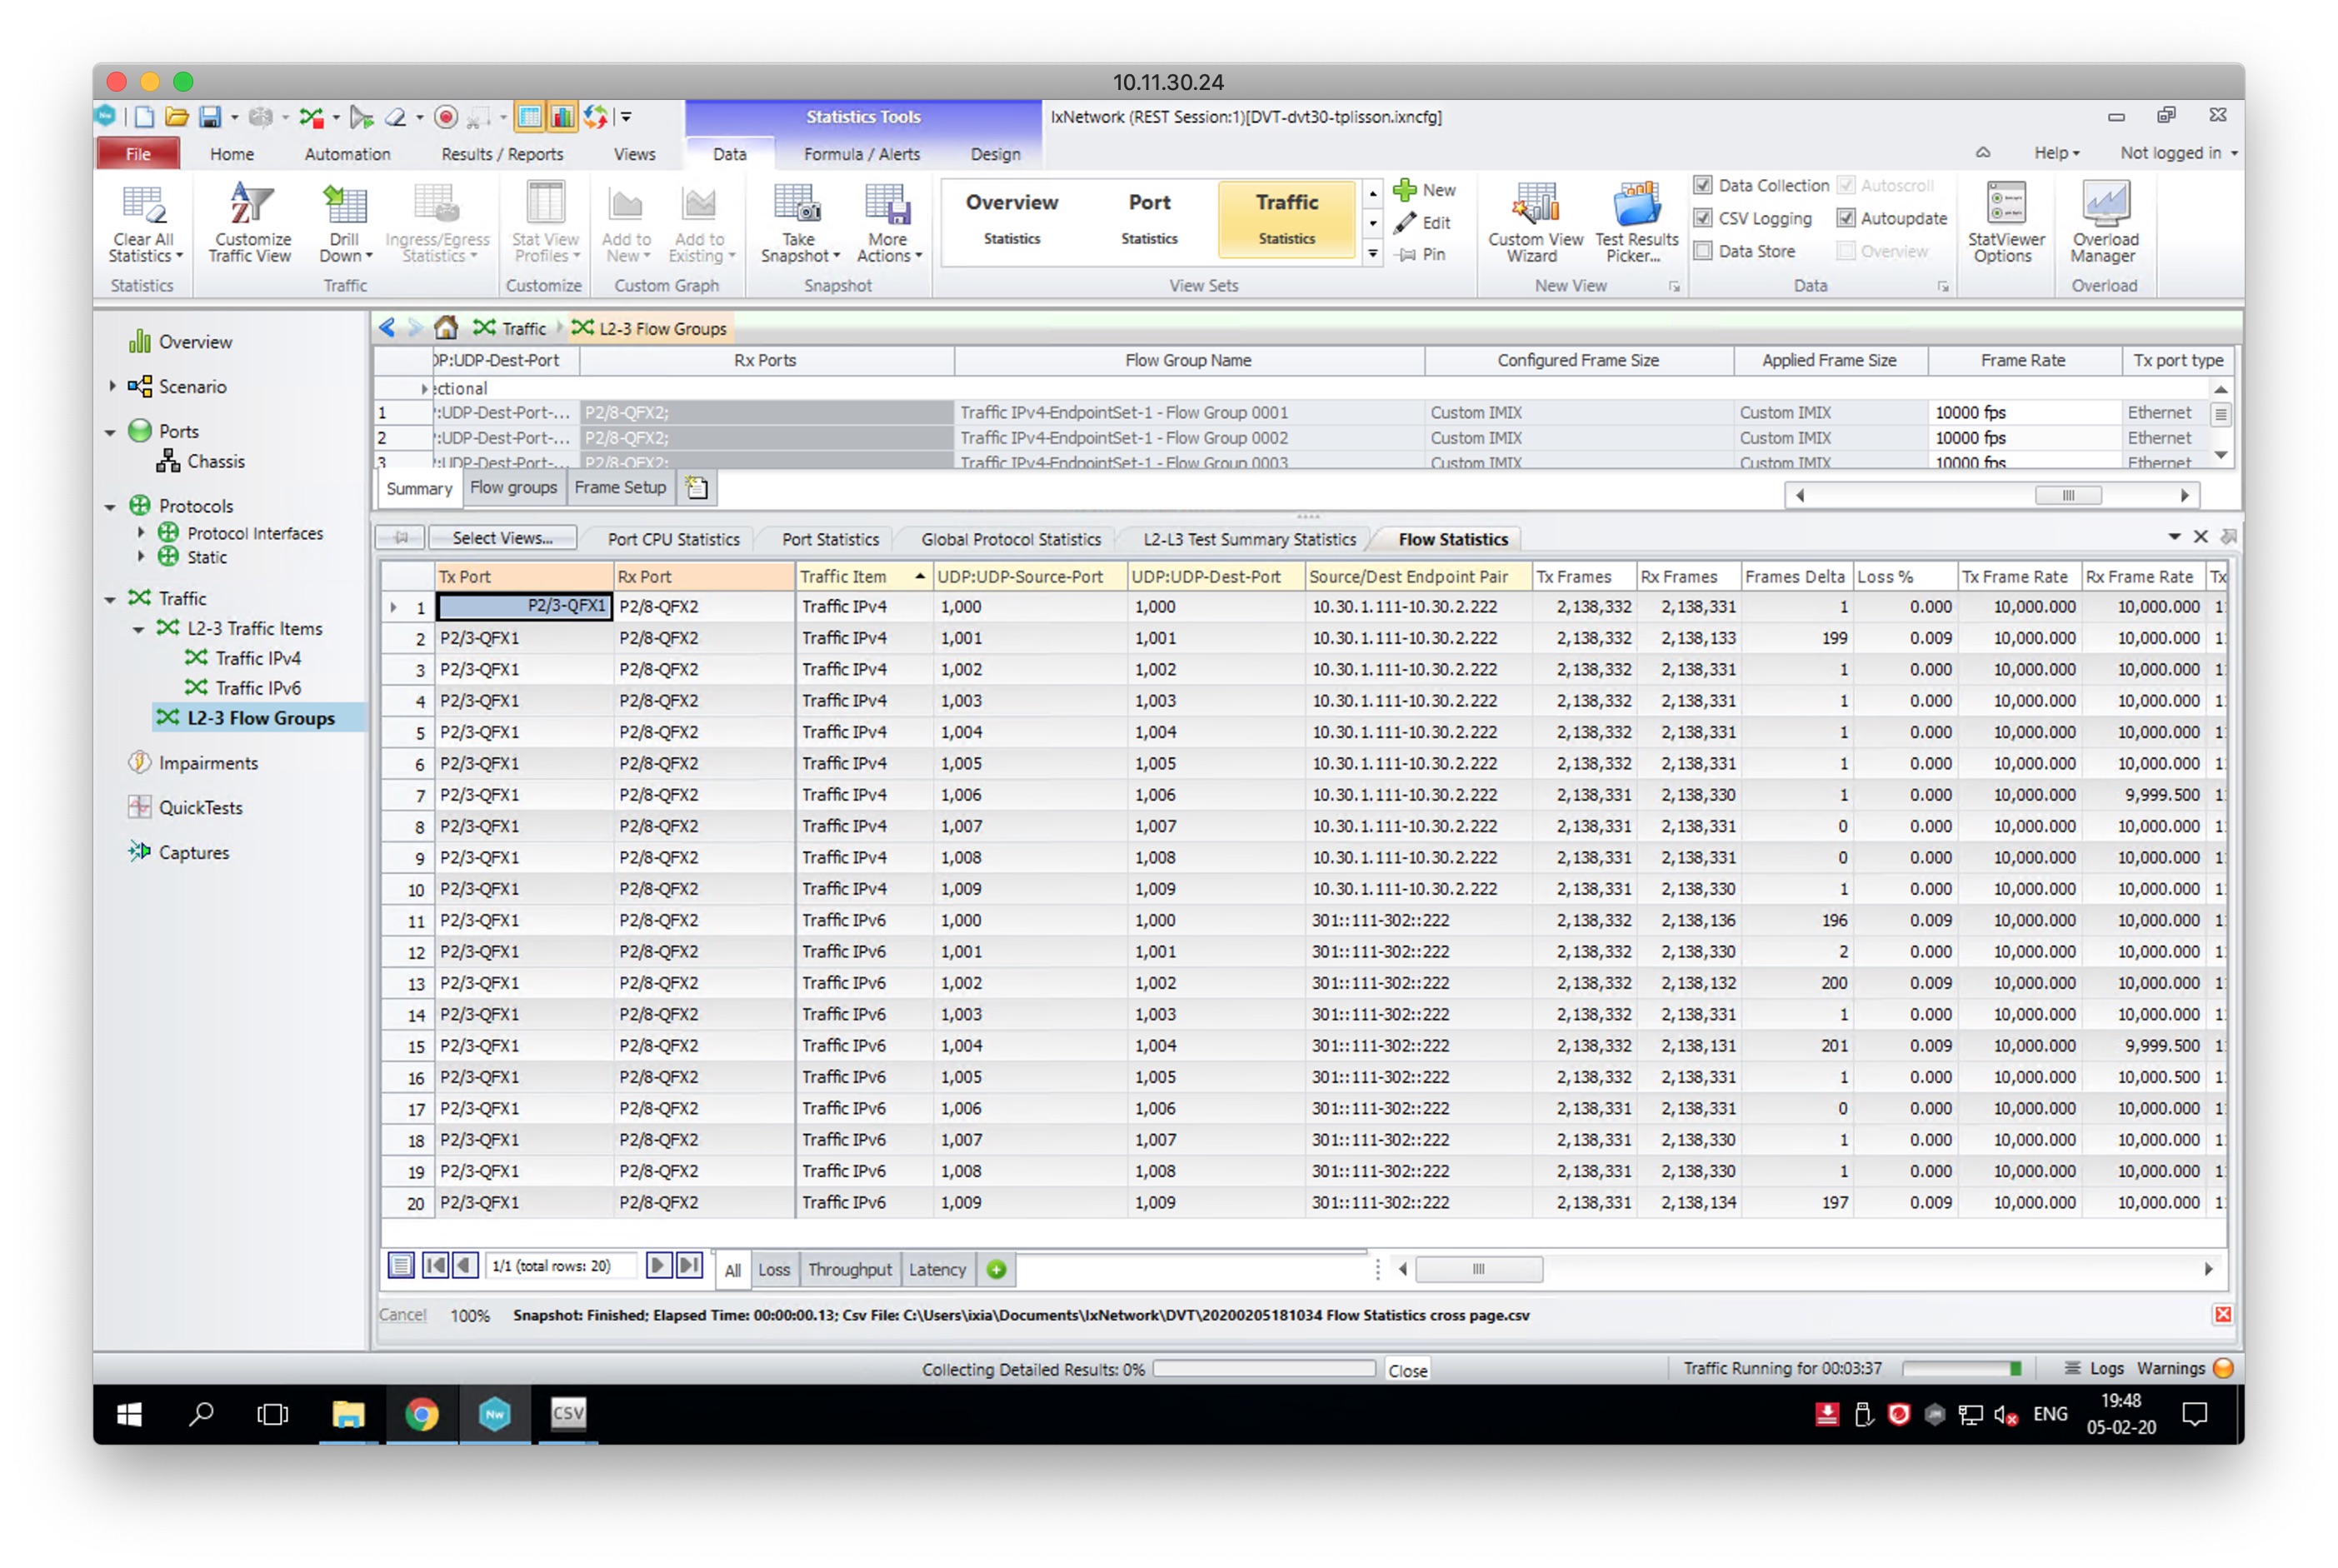 10.11.30.24
Statistics Tools
IxNetwork (REST Session:1)[DVT-dvt30-tplisson.ixncfg]
File Home Automation Results / Reports Views Data Formula / Alerts Design Help Not logged in
Clear All Statistics Customize Traffic View Drill Down Ingress/Egress Statistics Stat View Profiles Add to New Add to Existing Take Snapshot More Actions
Overview Statistics Port Statistics Traffic Statistics
New
Edit
Pin
Custom View Wizard Test Results Picker...
Data Collection Autoscroll
CSV Logging Autoupdate
Data Store Overview
StatViewer Options Overload Manager
Statistics Traffic Customize Custom Graph Snapshot View Sets New View Data Overload
Overview
Scenario
Ports
Chassis
Protocols
Protocol Interfaces
Static
Traffic
L2-3 Traffic Items
Traffic IPv4
Traffic IPv6
L2-3 Flow Groups
Impairments
QuickTests
Captures
Traffic L2-3 Flow Groups
DP:UDP-Dest-Port Rx Ports Flow Group Name Configured Frame Size Applied Frame Size Frame Rate Tx port type
ectional
1 :UDP-Dest-Port-... P2/8-QFX2; Traffic IPv4-EndpointSet-1 - Flow Group 0001 Custom IMIX Custom IMIX 10000 fps Ethernet
2 :UDP-Dest-Port-... P2/8-QFX2; Traffic IPv4-EndpointSet-1 - Flow Group 0002 Custom IMIX Custom IMIX 10000 fps Ethernet
3 :UDP-Dest-Port-... P2/8-QFX2; Traffic IPv4-EndpointSet-1 - Flow Group 0003 Custom IMIX Custom IMIX 10000 fps Ethernet
Summary Flow groups Frame Setup
Select Views... Port CPU Statistics Port Statistics Global Protocol Statistics L2-L3 Test Summary Statistics Flow Statistics
Tx Port Rx Port Traffic Item UDP:UDP-Source-Port UDP:UDP-Dest-Port Source/Dest Endpoint Pair Tx Frames Rx Frames Frames Delta Loss % Tx Frame Rate Rx Frame Rate Tx
1 P2/3-QFX1 P2/8-QFX2 Traffic IPv4 1,000 1,000 10.30.1.111-10.30.2.222 2,138,332 2,138,331 1 0.000 10,000.000 10,000.000
2 P2/3-QFX1 P2/8-QFX2 Traffic IPv4 1,001 1,001 10.30.1.111-10.30.2.222 2,138,332 2,138,133 199 0.009 10,000.000 10,000.000
3 P2/3-QFX1 P2/8-QFX2 Traffic IPv4 1,002 1,002 10.30.1.111-10.30.2.222 2,138,332 2,138,331 1 0.000 10,000.000 10,000.000
4 P2/3-QFX1 P2/8-QFX2 Traffic IPv4 1,003 1,003 10.30.1.111-10.30.2.222 2,138,332 2,138,331 1 0.000 10,000.000 10,000.000
5 P2/3-QFX1 P2/8-QFX2 Traffic IPv4 1,004 1,004 10.30.1.111-10.30.2.222 2,138,332 2,138,331 1 0.000 10,000.000 10,000.000
6 P2/3-QFX1 P2/8-QFX2 Traffic IPv4 1,005 1,005 10.30.1.111-10.30.2.222 2,138,332 2,138,331 1 0.000 10,000.000 10,000.000
7 P2/3-QFX1 P2/8-QFX2 Traffic IPv4 1,006 1,006 10.30.1.111-10.30.2.222 2,138,331 2,138,330 1 0.000 10,000.000 9,999.500
8 P2/3-QFX1 P2/8-QFX2 Traffic IPv4 1,007 1,007 10.30.1.111-10.30.2.222 2,138,331 2,138,331 0 0.000 10,000.000 10,000.000
9 P2/3-QFX1 P2/8-QFX2 Traffic IPv4 1,008 1,008 10.30.1.111-10.30.2.222 2,138,331 2,138,331 0 0.000 10,000.000 10,000.000
10 P2/3-QFX1 P2/8-QFX2 Traffic IPv4 1,009 1,009 10.30.1.111-10.30.2.222 2,138,331 2,138,330 1 0.000 10,000.000 10,000.000
11 P2/3-QFX1 P2/8-QFX2 Traffic IPv6 1,000 1,000 301::111-302::222 2,138,332 2,138,136 196 0.009 10,000.000 10,000.000
12 P2/3-QFX1 P2/8-QFX2 Traffic IPv6 1,001 1,001 301::111-302::222 2,138,332 2,138,330 2 0.000 10,000.000 10,000.000
13 P2/3-QFX1 P2/8-QFX2 Traffic IPv6 1,002 1,002 301::111-302::222 2,138,332 2,138,132 200 0.009 10,000.000 10,000.000
14 P2/3-QFX1 P2/8-QFX2 Traffic IPv6 1,003 1,003 301::111-302::222 2,138,332 2,138,331 1 0.000 10,000.000 10,000.000
15 P2/3-QFX1 P2/8-QFX2 Traffic IPv6 1,004 1,004 301::111-302::222 2,138,332 2,138,131 201 0.009 10,000.000 9,999.500
16 P2/3-QFX1 P2/8-QFX2 Traffic IPv6 1,005 1,005 301::111-302::222 2,138,332 2,138,331 1 0.000 10,000.000 10,000.500
17 P2/3-QFX1 P2/8-QFX2 Traffic IPv6 1,006 1,006 301::111-302::222 2,138,331 2,138,331 0 0.000 10,000.000 10,000.000
18 P2/3-QFX1 P2/8-QFX2 Traffic IPv6 1,007 1,007 301::111-302::222 2,138,331 2,138,330 1 0.000 10,000.000 10,000.000
19 P2/3-QFX1 P2/8-QFX2 Traffic IPv6 1,008 1,008 301::111-302::222 2,138,331 2,138,330 1 0.000 10,000.000 10,000.000
20 P2/3-QFX1 P2/8-QFX2 Traffic IPv6 1,009 1,009 301::111-302::222 2,138,331 2,138,134 197 0.009 10,000.000 10,000.000
1/1 (total rows: 20) All Loss Throughput Latency
Cancel 100% Snapshot: Finished; Elapsed Time: 00:00:00.13; Csv File: C:\Users\ixia\Documents\IxNetwork\DVT\20200205181034 Flow Statistics cross page.csv
Collecting Detailed Results: 0% Close Traffic Running for 00:03:37 Logs Warnings
Nw CSV ENG 19:48
05-02-20